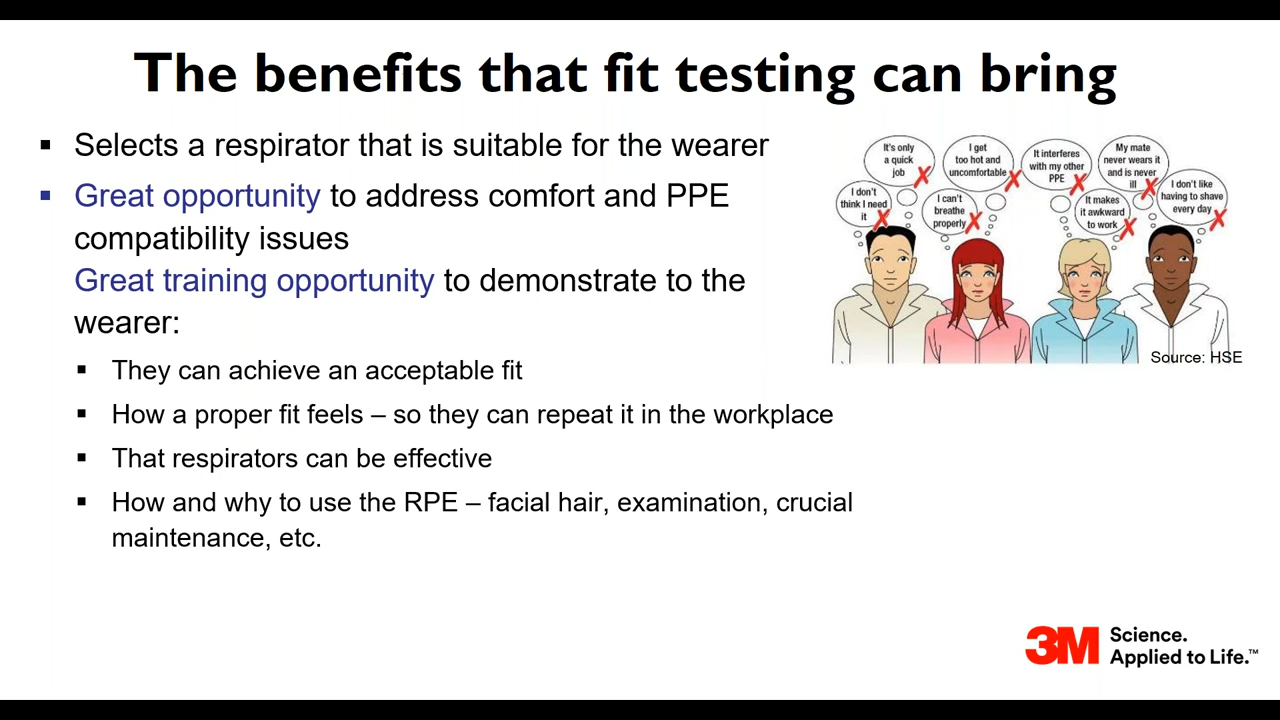 The benefits that fit testing can bring
▪ Selects a respirator that is suitable for the wearer
▪ Great opportunity to address comfort and PPE
compatibility issues
Great training opportunity to demonstrate to the
wearer:
▪ They can achieve an acceptable fit
▪ How a proper fit feels – so they can repeat it in the workplace
▪ That respirators can be effective
▪ How and why to use the RPE – facial hair, examination, crucial
maintenance, etc.
It's only
a quick
job
I get
too hot and
uncomfortable
It interferes
with my other
PPE
My mate
never wears it
and is never
ill
I don't
think I need
it
I can't
breathe
properly
It makes
it awkward
to work
I don't like
having to shave
every day
Source: HSE
3M Science.
Applied to Life.™